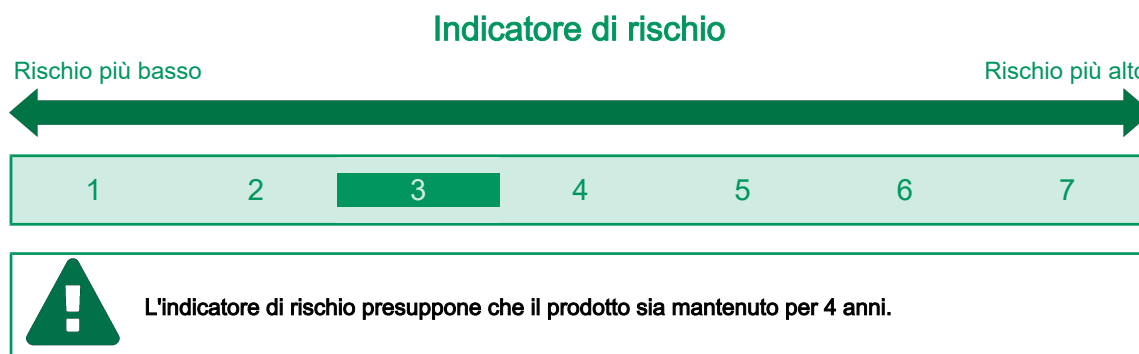 Indicatore di rischio
Rischio più basso
Rischio più alto
1 2 3 4 5 6 7
L'indicatore di rischio presuppone che il prodotto sia mantenuto per 4 anni.